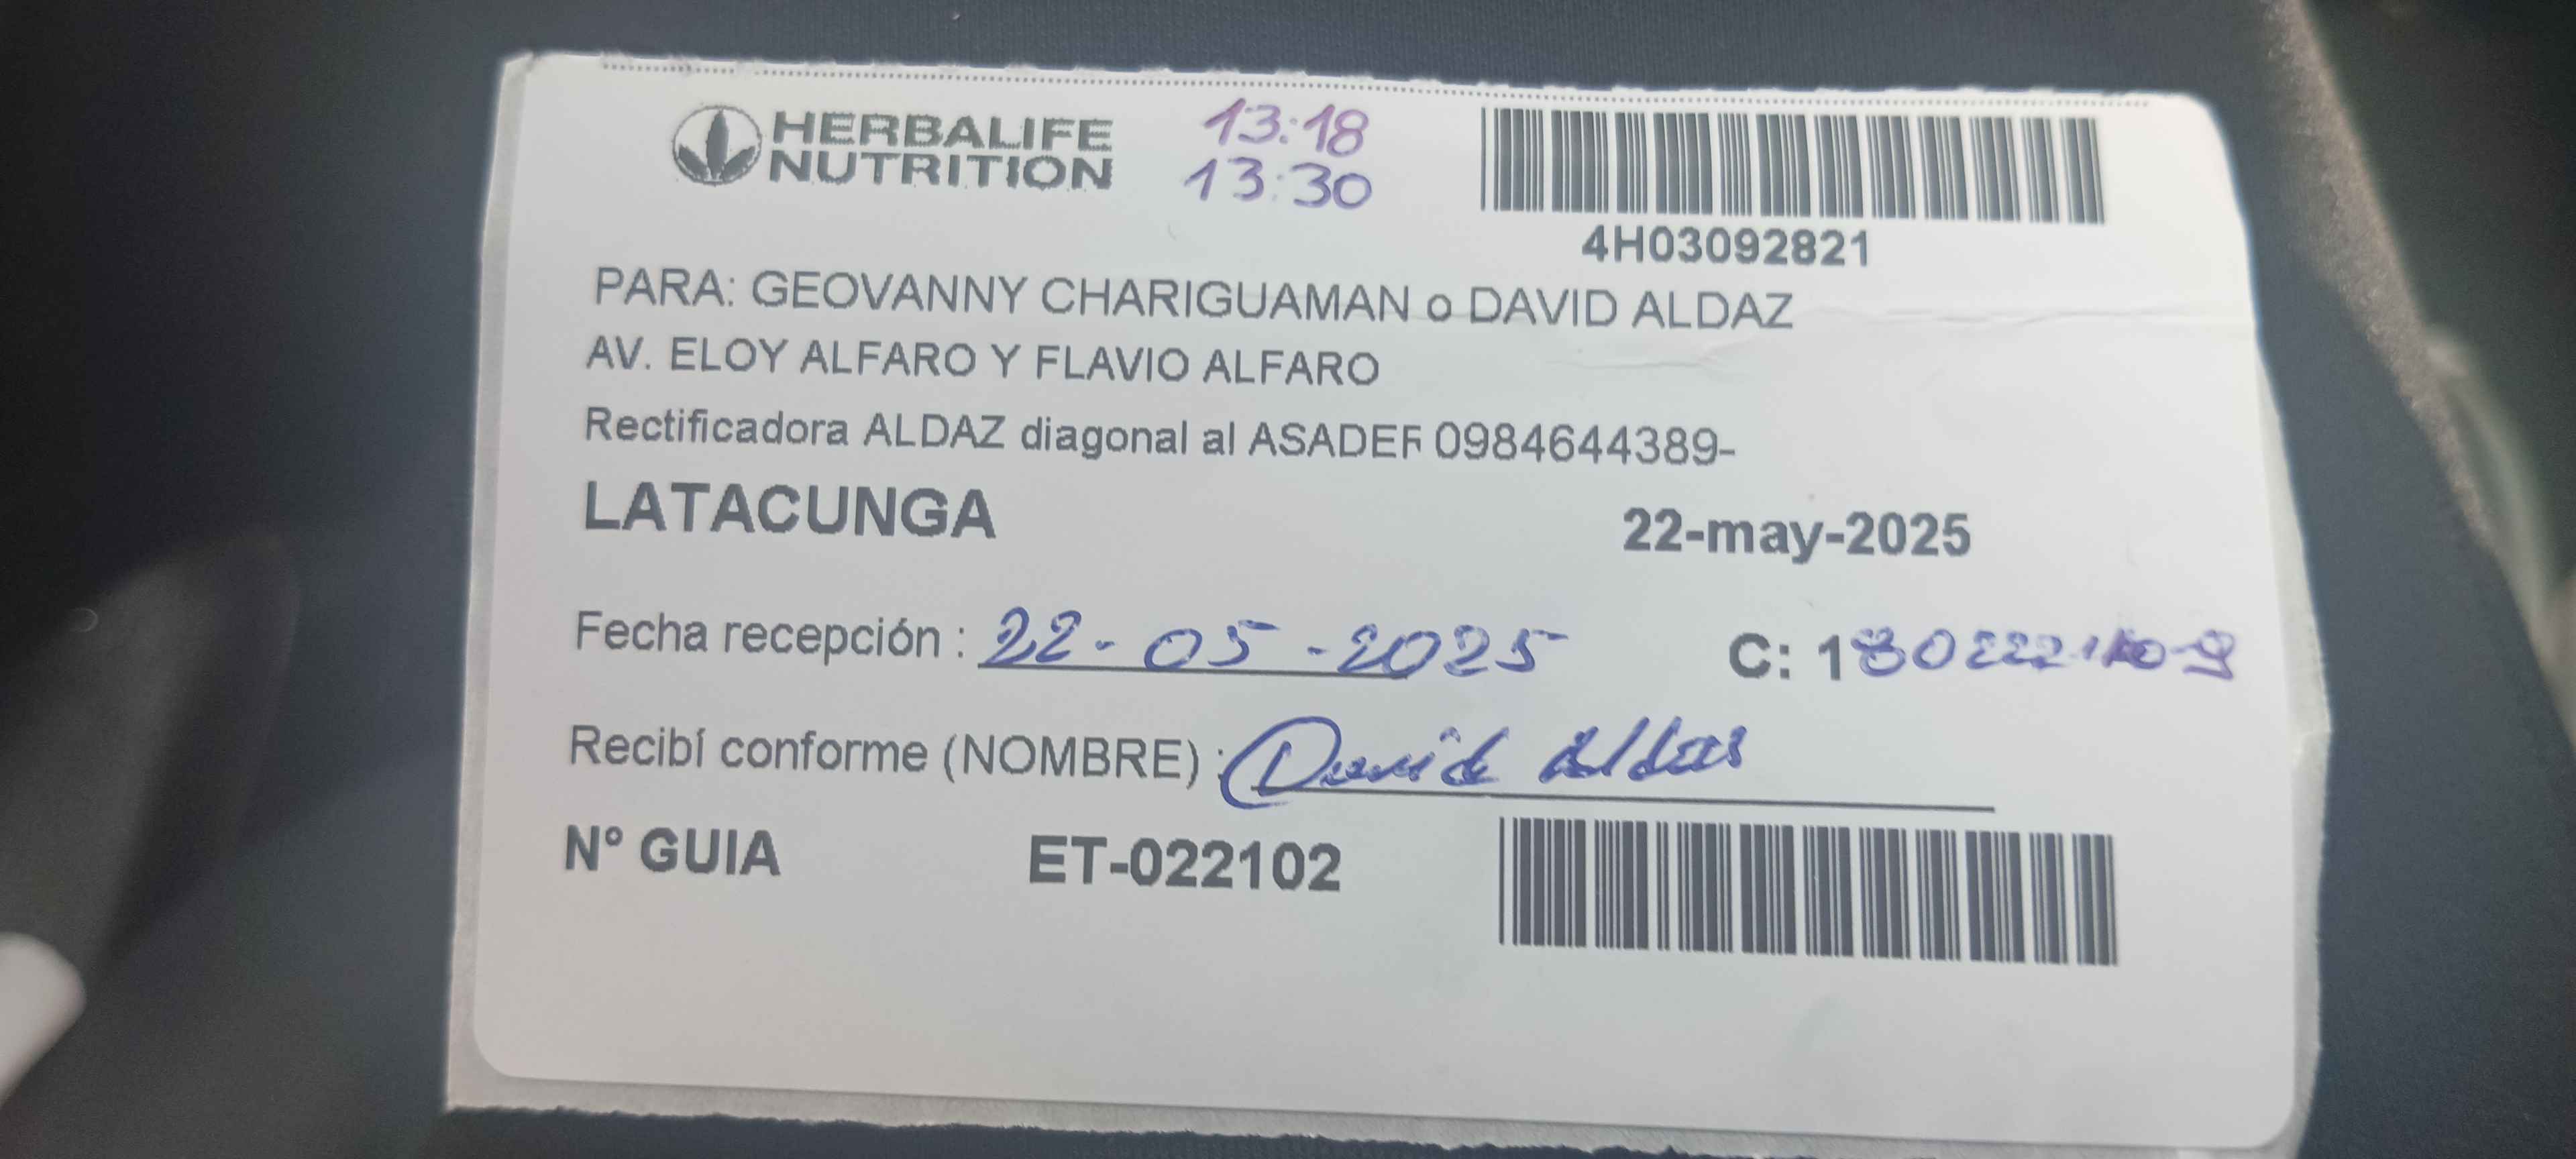 HERBALIFE
NUTRITION
13:18
13:30
4H03092821
PARA: GEOVANNY CHARIGUAMAN o DAVID ALDAZ
AV. ELOY ALFARO Y FLAVIO ALFARO
Rectificadora ALDAZ diagonal al ASADEF 0984644389-
LATACUNGA 22-may-2025
Fecha recepción : 22-05-2025 C:
Recibí conforme (NOMBRE) : David Aldas
N° GUIA ET-022102